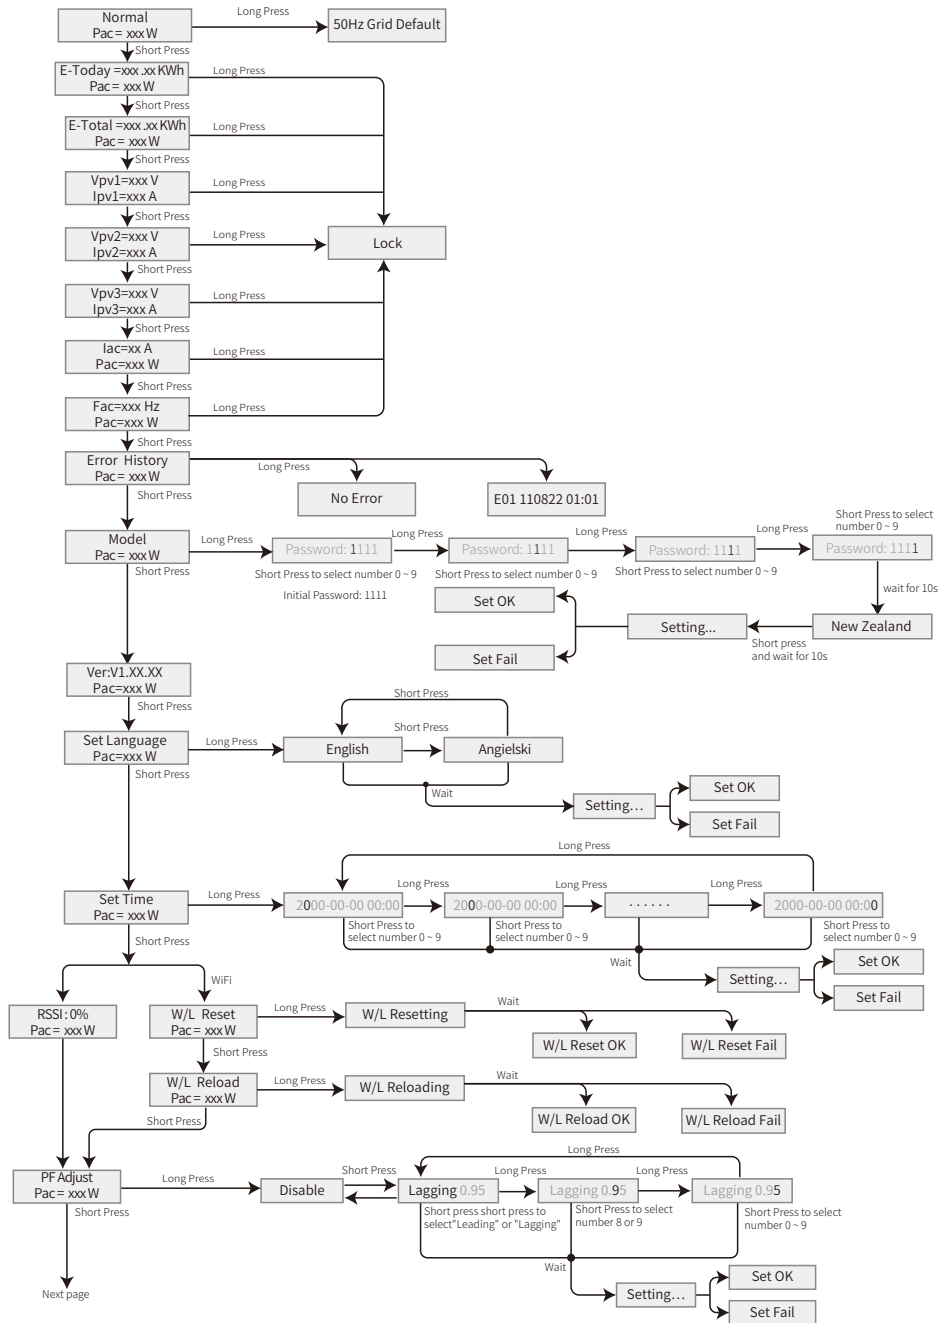 Normal
Pac= xxx W
Long Press
50Hz Grid Default
Short Press
E-Today =xxx.xx KWh
Pac= xxx W
Long Press
Short Press
E-Total =xxx.xx KWh
Pac= xxx W
Long Press
Short Press
Vpv1=xxx V
Ipv1=xxx A
Long Press
Short Press
Vpv2=xxx V
Ipv2=xxx A
Long Press
Lock
Short Press
Vpv3=xxx V
Ipv3=xxx A
Long Press
Short Press
Iac=xx A
Pac=xxx W
Long Press
Short Press
Fac=xxx Hz
Pac=xxx W
Long Press
Short Press
Error History
Pac= xxx W
Long Press
No Error
E01 110822 01:01
Short Press
Model
Pac= xxx W
Long Press
Password: 1111
Short Press to select number 0 ~ 9
Initial Password: 1111
Long Press
Password: 1111
Short Press to select number 0 ~ 9
Long Press
Password: 1111
Short Press to select number 0 ~ 9
Long Press
Short Press to select
number 0 ~ 9
Password: 1111
wait for 10s
New Zealand
Short press
and wait for 10s
Setting...
Set OK
Set Fail
Short Press
Ver:V1.XX.XX
Pac=xxx W
Short Press
Set Language
Pac=xxx W
Long Press
English
Short Press
Short Press
Angielski
Wait
Setting...
Set OK
Set Fail
Short Press
Set Time
Pac= xxx W
Long Press
Long Press
2000-00-00 00:00
Short Press to
select number 0 ~ 9
Long Press
2000-00-00 00:00
Short Press to
select number 0 ~ 9
Long Press
......
Long Press
2000-00-00 00:00
Short Press to
select number 0 ~ 9
Wait
Setting...
Set OK
Set Fail
Short Press
WiFi
RSSI: 0%
Pac= xxx W
W/L Reset
Pac= xxx W
Long Press
W/L Resetting
Wait
W/L Reset OK
W/L Reset Fail
Short Press
W/L Reload
Pac= xxx W
Long Press
W/L Reloading
Wait
W/L Reload OK
W/L Reload Fail
Short Press
PF Adjust
Pac= xxx W
Long Press
Disable
Short Press
Long Press
Lagging 0.95
Short press short press to
select"Leading" or "Lagging"
Long Press
Lagging 0.95
Short Press to select
number 8 or 9
Long Press
Lagging 0.95
Short Press to select
number 0 ~ 9
Wait
Setting...
Set OK
Set Fail
Short Press
Next page